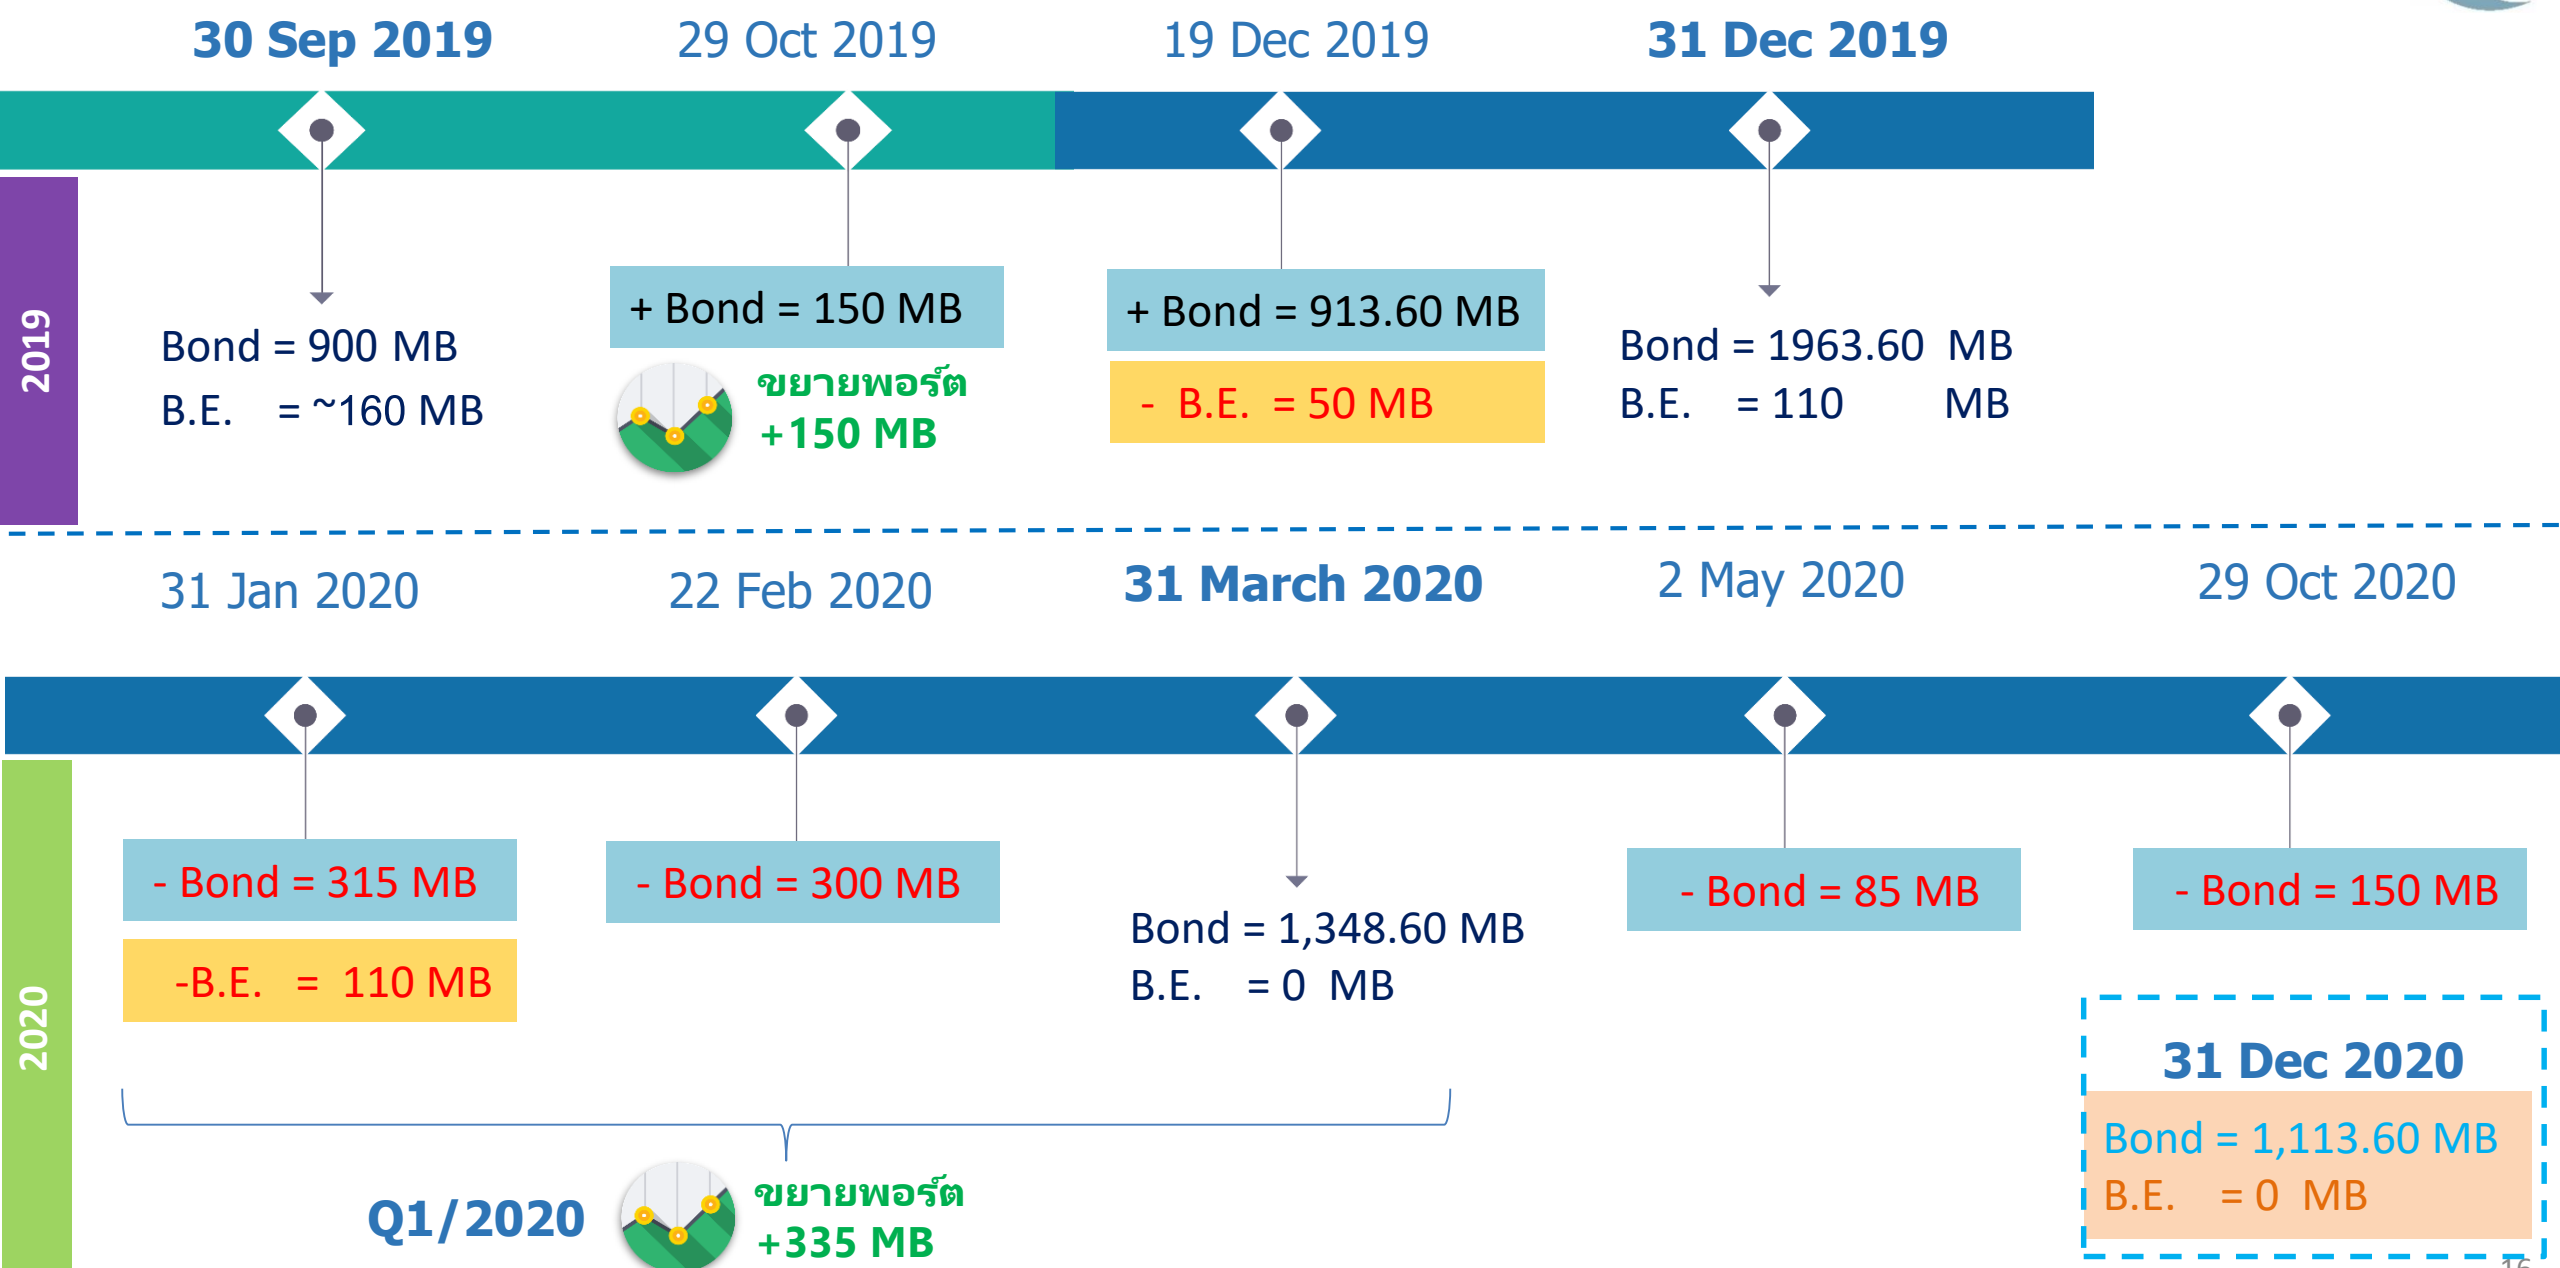 30 Sep 2019
29 Oct 2019
19 Dec 2019
31 Dec 2019
2019
Bond = 900 MB
B.E. = ~160 MB
+ Bond = 150 MB
ขยายพอร์ต
+150 MB
+ Bond = 913.60 MB
- B.E. = 50 MB
Bond = 1963.60 MB
B.E. = 110 MB
31 Jan 2020
22 Feb 2020
31 March 2020
2 May 2020
29 Oct 2020
2020
- Bond = 315 MB
-B.E. = 110 MB
- Bond = 300 MB
Bond = 1,348.60 MB
B.E. = 0 MB
- Bond = 85 MB
- Bond = 150 MB
31 Dec 2020
Bond = 1,113.60 MB
B.E. = 0 MB
Q1/2020
ขยายพอร์ต
+335 MB
16